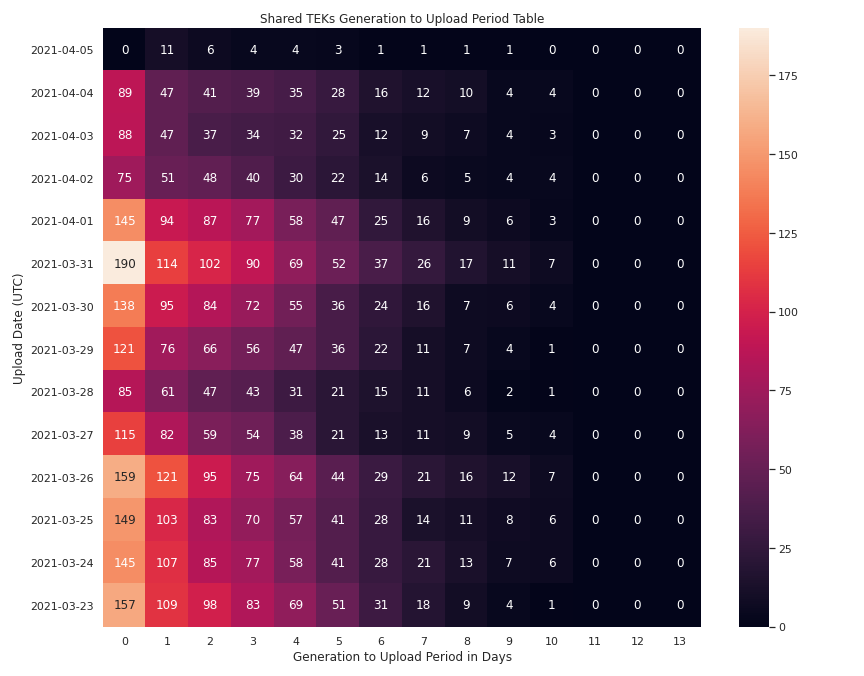 Shared TEKs Generation to Upload Period Table
2021-04-05 0 11 6 4 4 3 1 1 1 1 0 0 0 0
2021-04-04 89 47 41 39 35 28 16 12 10 4 4 0 0 0
2021-04-03 88 47 37 34 32 25 12 9 7 4 3 0 0 0
2021-04-02 75 51 48 40 30 22 14 6 5 4 4 0 0 0
2021-04-01 145 94 87 77 58 47 25 16 9 6 3 0 0 0
2021-03-31 190 114 102 90 69 52 37 26 17 11 7 0 0 0
2021-03-30 138 95 84 72 55 36 24 16 7 6 4 0 0 0
2021-03-29 121 76 66 56 47 36 22 11 7 4 1 0 0 0
2021-03-28 85 61 47 43 31 21 15 11 6 2 1 0 0 0
2021-03-27 115 82 59 54 38 21 13 11 9 5 4 0 0 0
2021-03-26 159 121 95 75 64 44 29 21 16 12 7 0 0 0
2021-03-25 149 103 83 70 57 41 28 14 11 8 6 0 0 0
2021-03-24 145 107 85 77 58 41 28 21 13 7 6 0 0 0
2021-03-23 157 109 98 83 69 51 31 18 9 4 1 0 0 0
0 1 2 3 4 5 6 7 8 9 10 11 12 13
Generation to Upload Period in Days
Upload Date (UTC)
175
150
125
100
75
50
25
0